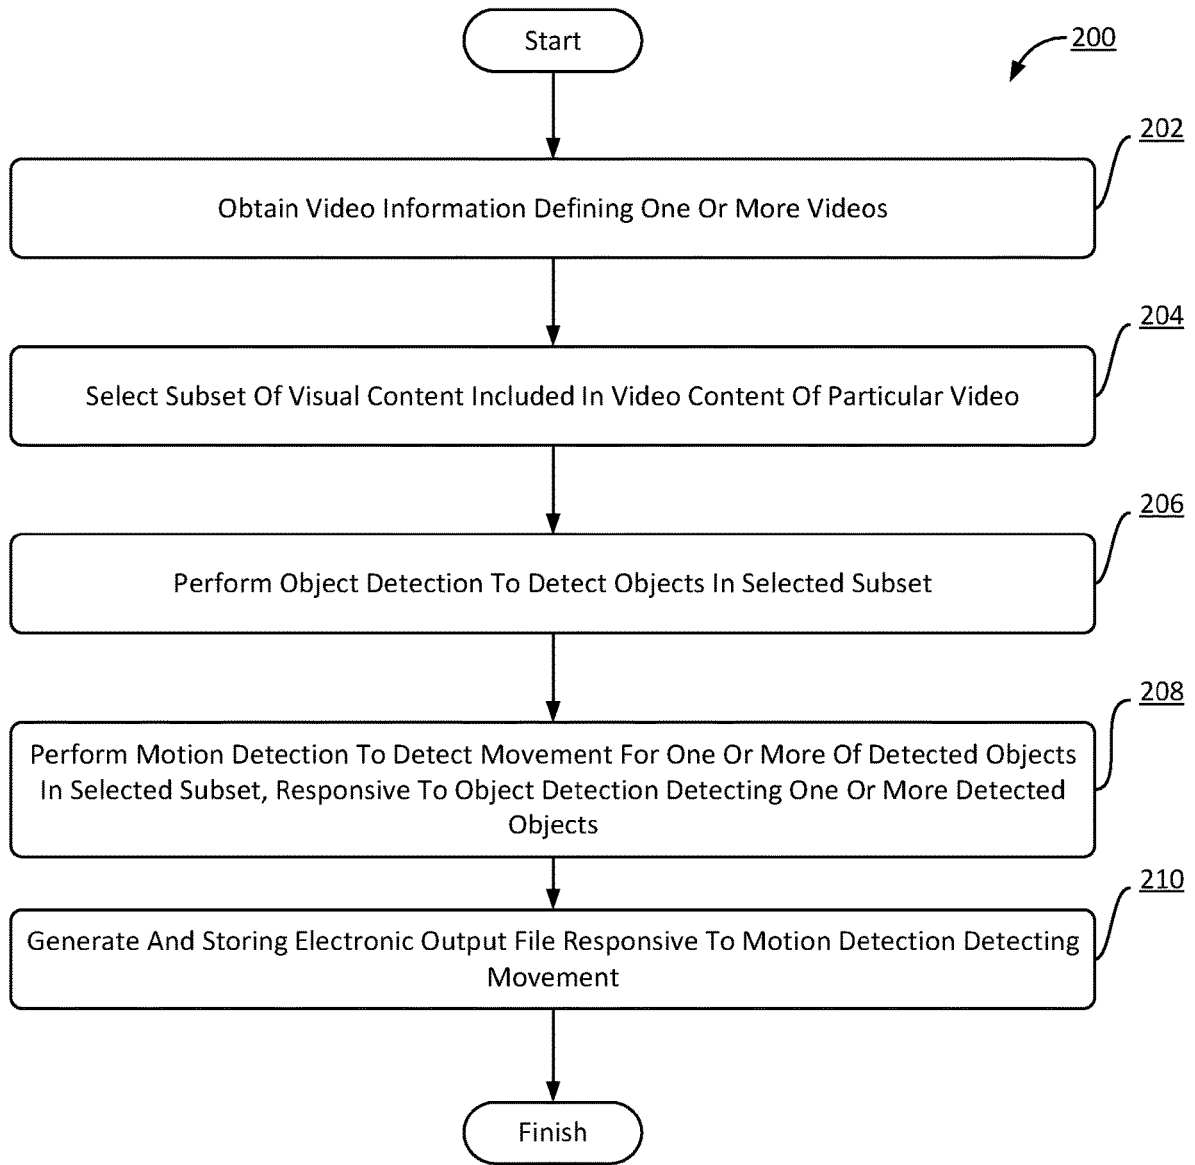 Start
200
202
Obtain Video Information Defining One Or More Videos
204
Select Subset Of Visual Content Included In Video Content Of Particular Video
206
Perform Object Detection To Detect Objects In Selected Subset
208
Perform Motion Detection To Detect Movement For One Or More Of Detected Objects
In Selected Subset, Responsive To Object Detection Detecting One Or More Detected
Objects
210
Generate And Storing Electronic Output File Responsive To Motion Detection Detecting
Movement
Finish